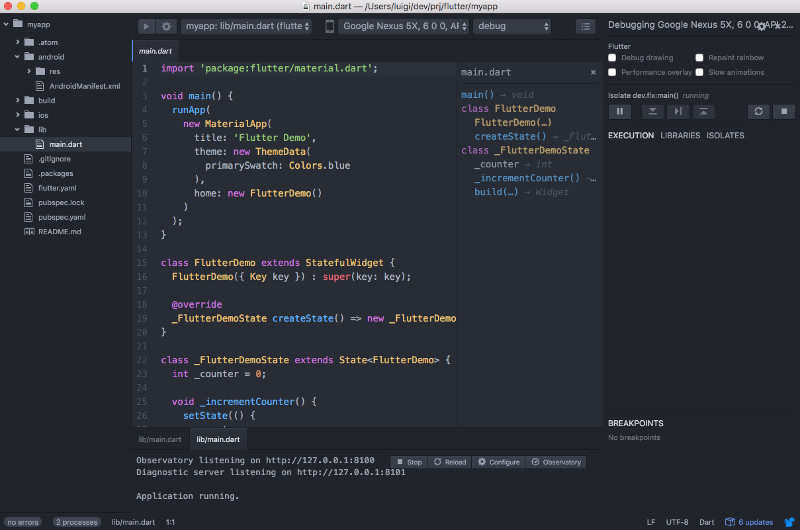 main.dart — /Users/luigi/dev/prj/flutter/myapp
myapp
.atom
android
res
AndroidManifest.xml
build
ios
lib
main.dart
.gitignore
.packages
flutter.yaml
pubspec.lock
pubspec.yaml
README.md
myapp: lib/main.dart (flutte
Google Nexus 5X, 6 0 0, AF
debug
main.dart
1 import 'package:flutter/material.dart';
2
3 void main() {
4 runApp(
5 new MaterialApp(
6 title: 'Flutter Demo',
7 theme: new ThemeData(
8 primarySwatch: Colors.blue
9 ),
10 home: new FlutterDemo()
11 )
12 );
13 }
14
15 class FlutterDemo extends StatefulWidget {
16 FlutterDemo({ Key key }) : super(key: key);
17
18 @override
19 _FlutterDemoState createState() => new _FlutterDemo
20 }
21
22 class _FlutterDemoState extends State<FlutterDemo> {
23 int _counter = 0;
24
25 void _incrementCounter() {
26 setState(() {
main.dart ×
main() → void
class FlutterDemo
FlutterDemo(…)
createState() → _Flut…
class _FlutterDemoState
_counter → int
_incrementCounter() →…
build(…) → Widget
lib/main.dart
lib/main.dart
Observatory listening on http://127.0.0.1:8100
Diagnostic server listening on http://127.0.0.1:8101
Application running.
Stop
Reload
Configure
Observatory
Debugging Google Nexus 5X, 6 0 0,
Flutter
Debug drawing
Repaint rainbow
Performance overlay
Slow animations
Isolate dev.flx:main() running
EXECUTION LIBRARIES ISOLATES
BREAKPOINTS
No breakpoints
no errors
2 processes
lib/main.dart
1:1
LF
UTF-8
Dart
6 updates